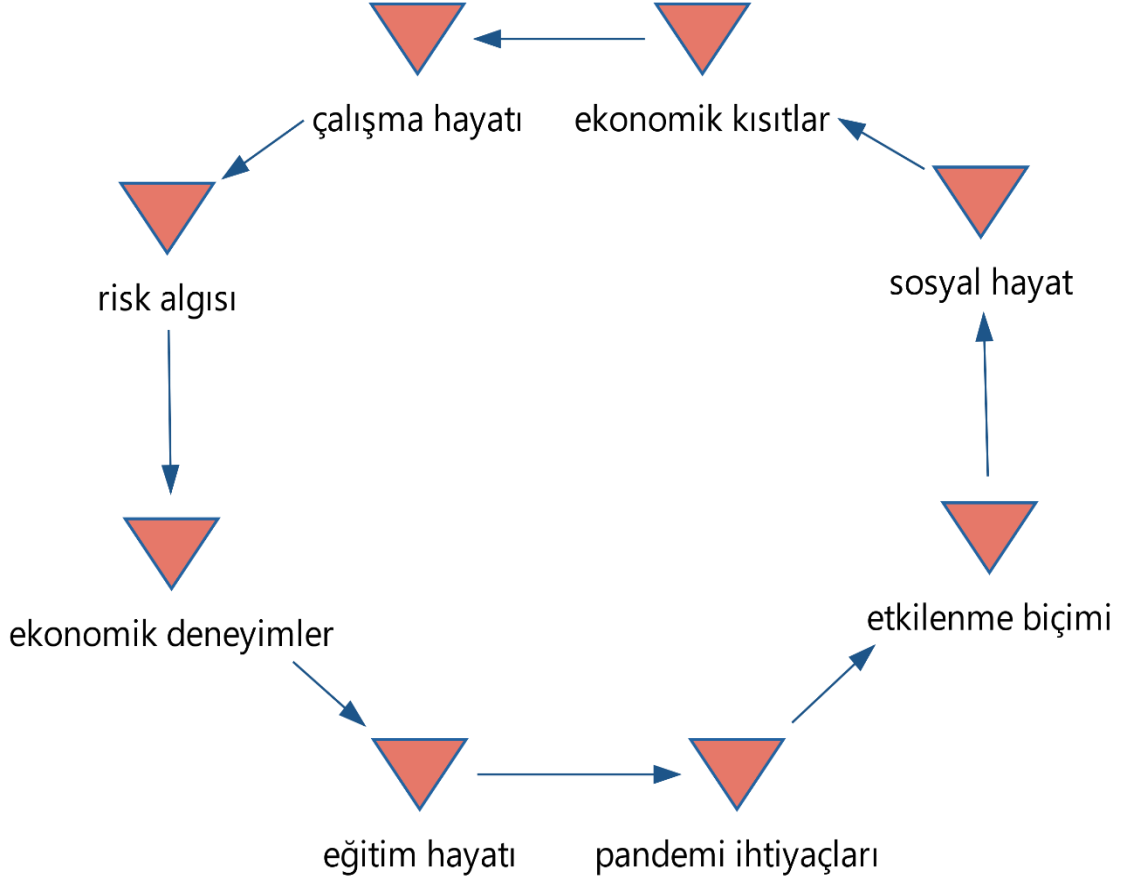 çalışma hayatı
ekonomik kısıtlar
sosyal hayat
risk algısı
etkilenme biçimi
ekonomik deneyimler
eğitim hayatı
pandemi ihtiyaçları